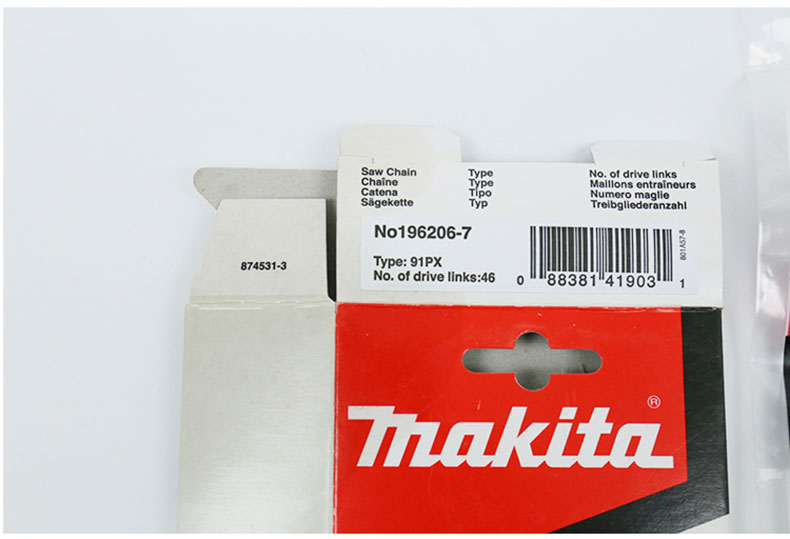 Saw Chain Type No. of drive links
Chaîne Type Maillons entraîneurs
Catena Tipo Numero maglie
Sägekette Typ Treibgliederanzahl
No196206-7
Type: 91PX
No. of drive links:46
0 88381 41903 1
801A57-8
874531-3
makita®